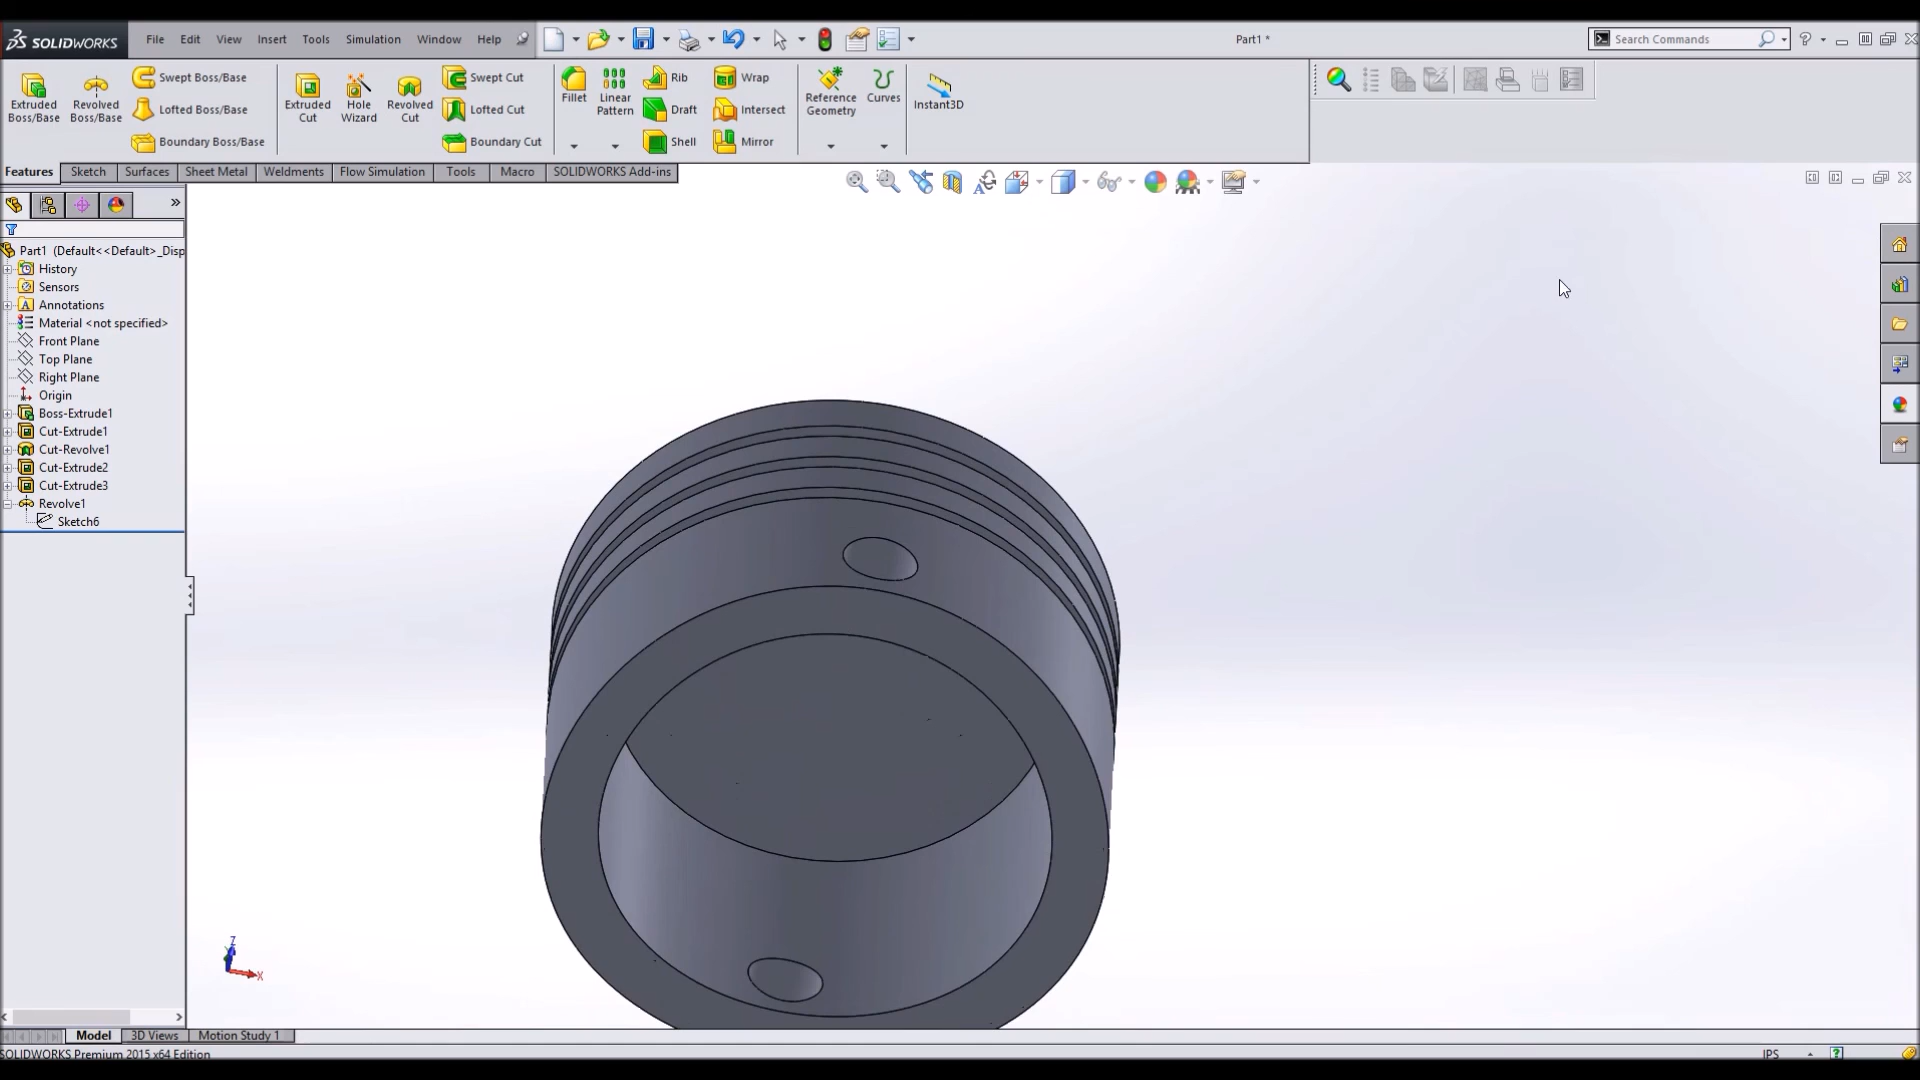 SOLIDWORKS File Edit View Insert Tools Simulation Window Help Part1 * Search Commands
Extruded Boss/Base
Revolved Boss/Base
Swept Boss/Base
Lofted Boss/Base
Boundary Boss/Base
Extruded Cut
Hole Wizard
Revolved Cut
Swept Cut
Lofted Cut
Boundary Cut
Fillet
Linear Pattern
Rib
Draft
Shell
Wrap
Intersect
Mirror
Reference Geometry
Curves
Instant3D
Features Sketch Surfaces Sheet Metal Weldments Flow Simulation Tools Macro SOLIDWORKS Add-ins
Part1 (Default<<Default>_Disp
History
Sensors
Annotations
Material <not specified>
Front Plane
Top Plane
Right Plane
Origin
Boss-Extrude1
Cut-Extrude1
Cut-Revolve1
Cut-Extrude2
Cut-Extrude3
Revolve1
Sketch6
Z
X
Model 3D Views Motion Study 1
SOLIDWORKS Premium 2015 x64 Edition IPS